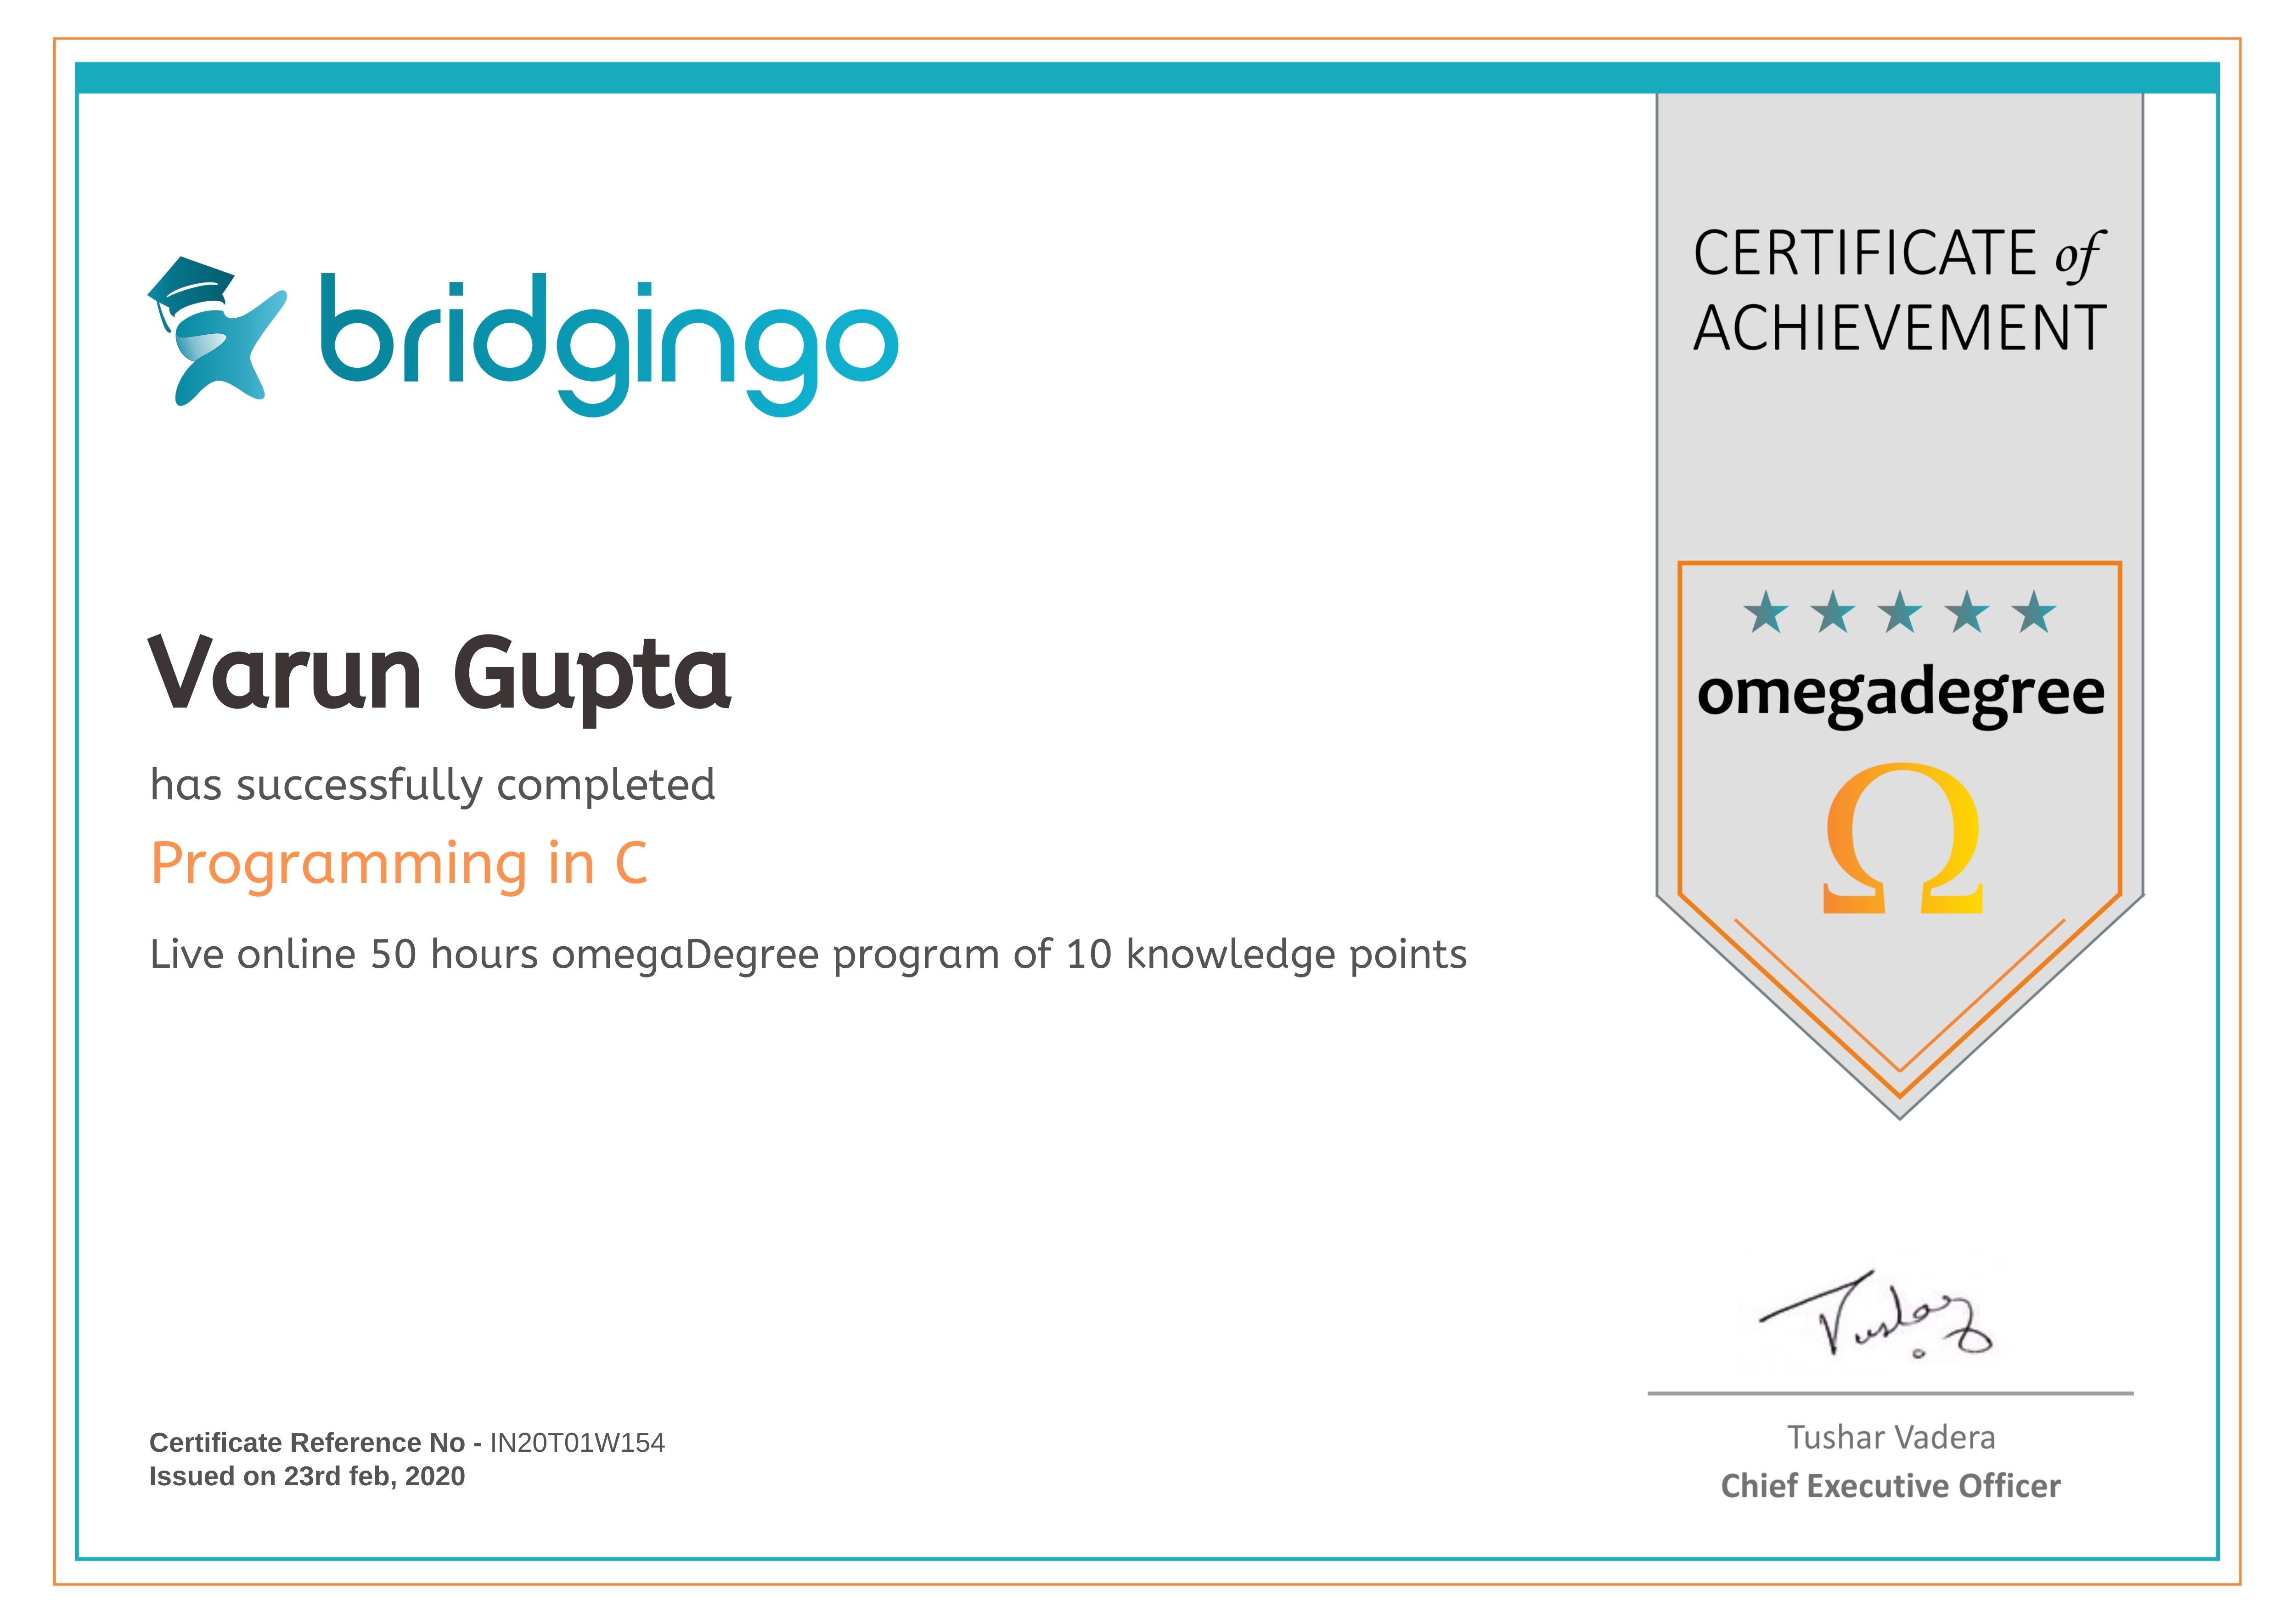 bridgingo
CERTIFICATE of
ACHIEVEMENT
Varun Gupta
has successfully completed
Programming in C
Live online 50 hours omegaDegree program of 10 knowledge points
omegadegree
Ω
Tushar
Tushar Vadera
Chief Executive Officer
Certificate Reference No - IN20T01W154
Issued on 23rd feb, 2020